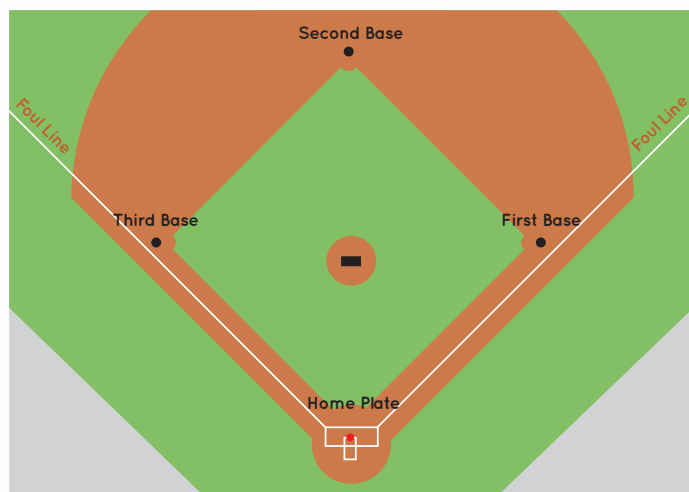 Second Base
Foul Line
Foul Line
Third Base
First Base
Home Plate